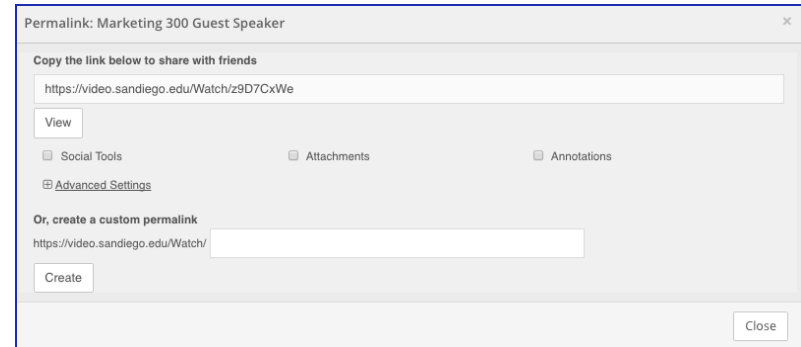 Permalink: Marketing 300 Guest Speaker ×
Copy the link below to share with friends
https://video.sandiego.edu/Watch/z9D7CxWe
View
Social Tools Attachments Annotations
Advanced Settings
Or, create a custom permalink
https://video.sandiego.edu/Watch/
Create
Close